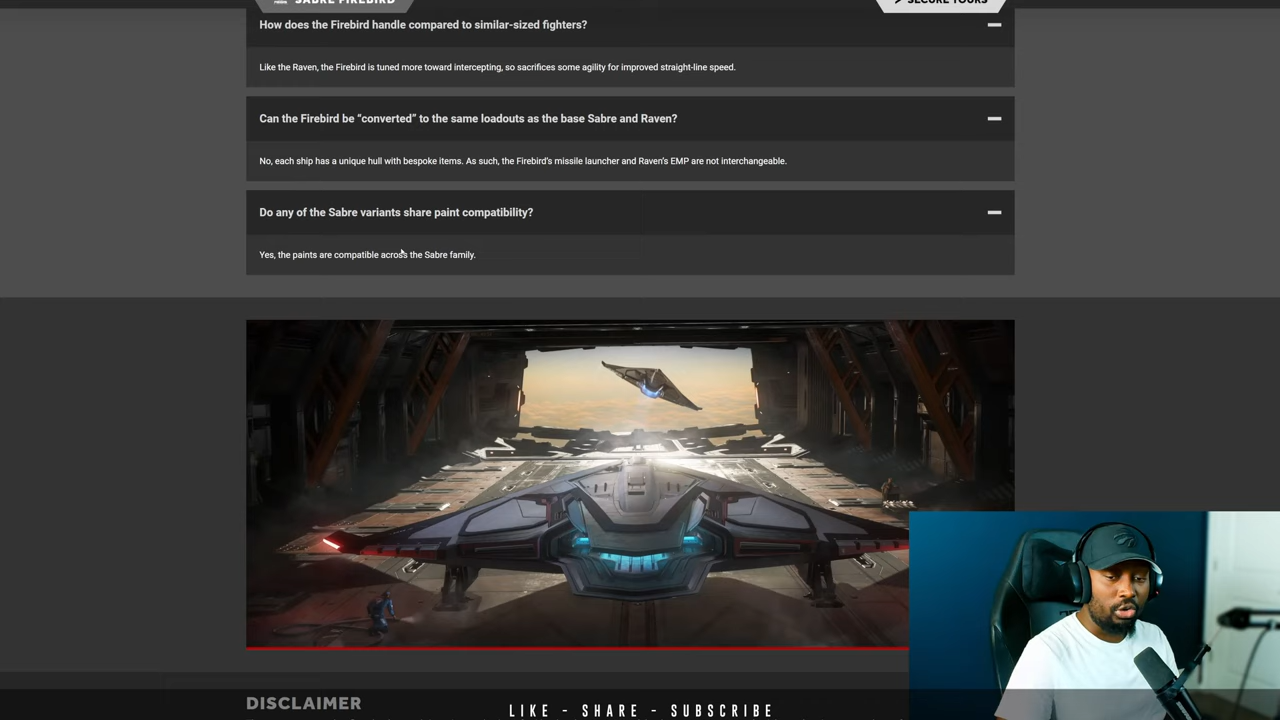 SABRE FIREBIRD
SECURE YOURS
How does the Firebird handle compared to similar-sized fighters?
Like the Raven, the Firebird is tuned more toward intercepting, so sacrifices some agility for improved straight-line speed.
Can the Firebird be “converted” to the same loadouts as the base Sabre and Raven?
No, each ship has a unique hull with bespoke items. As such, the Firebird's missile launcher and Raven's EMP are not interchangeable.
Do any of the Sabre variants share paint compatibility?
Yes, the paints are compatible across the Sabre family.
DISCLAIMER
LIKE - SHARE - SUBSCRIBE